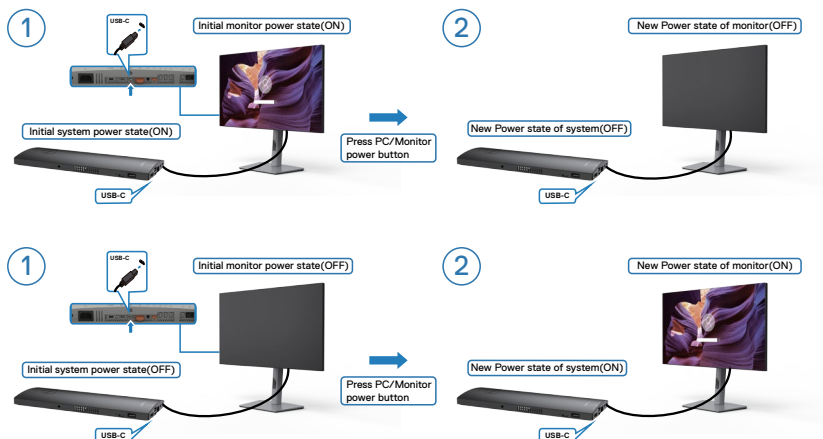 1
USB-C
Initial monitor power state(ON)
Initial system power state(ON)
USB-C
Press PC/Monitor
power button
2
New Power state of monitor(OFF)
New Power state of system(OFF)
USB-C
1
USB-C
Initial monitor power state(OFF)
Initial system power state(OFF)
USB-C
Press PC/Monitor
power button
2
New Power state of monitor(ON)
New Power state of system(ON)
USB-C